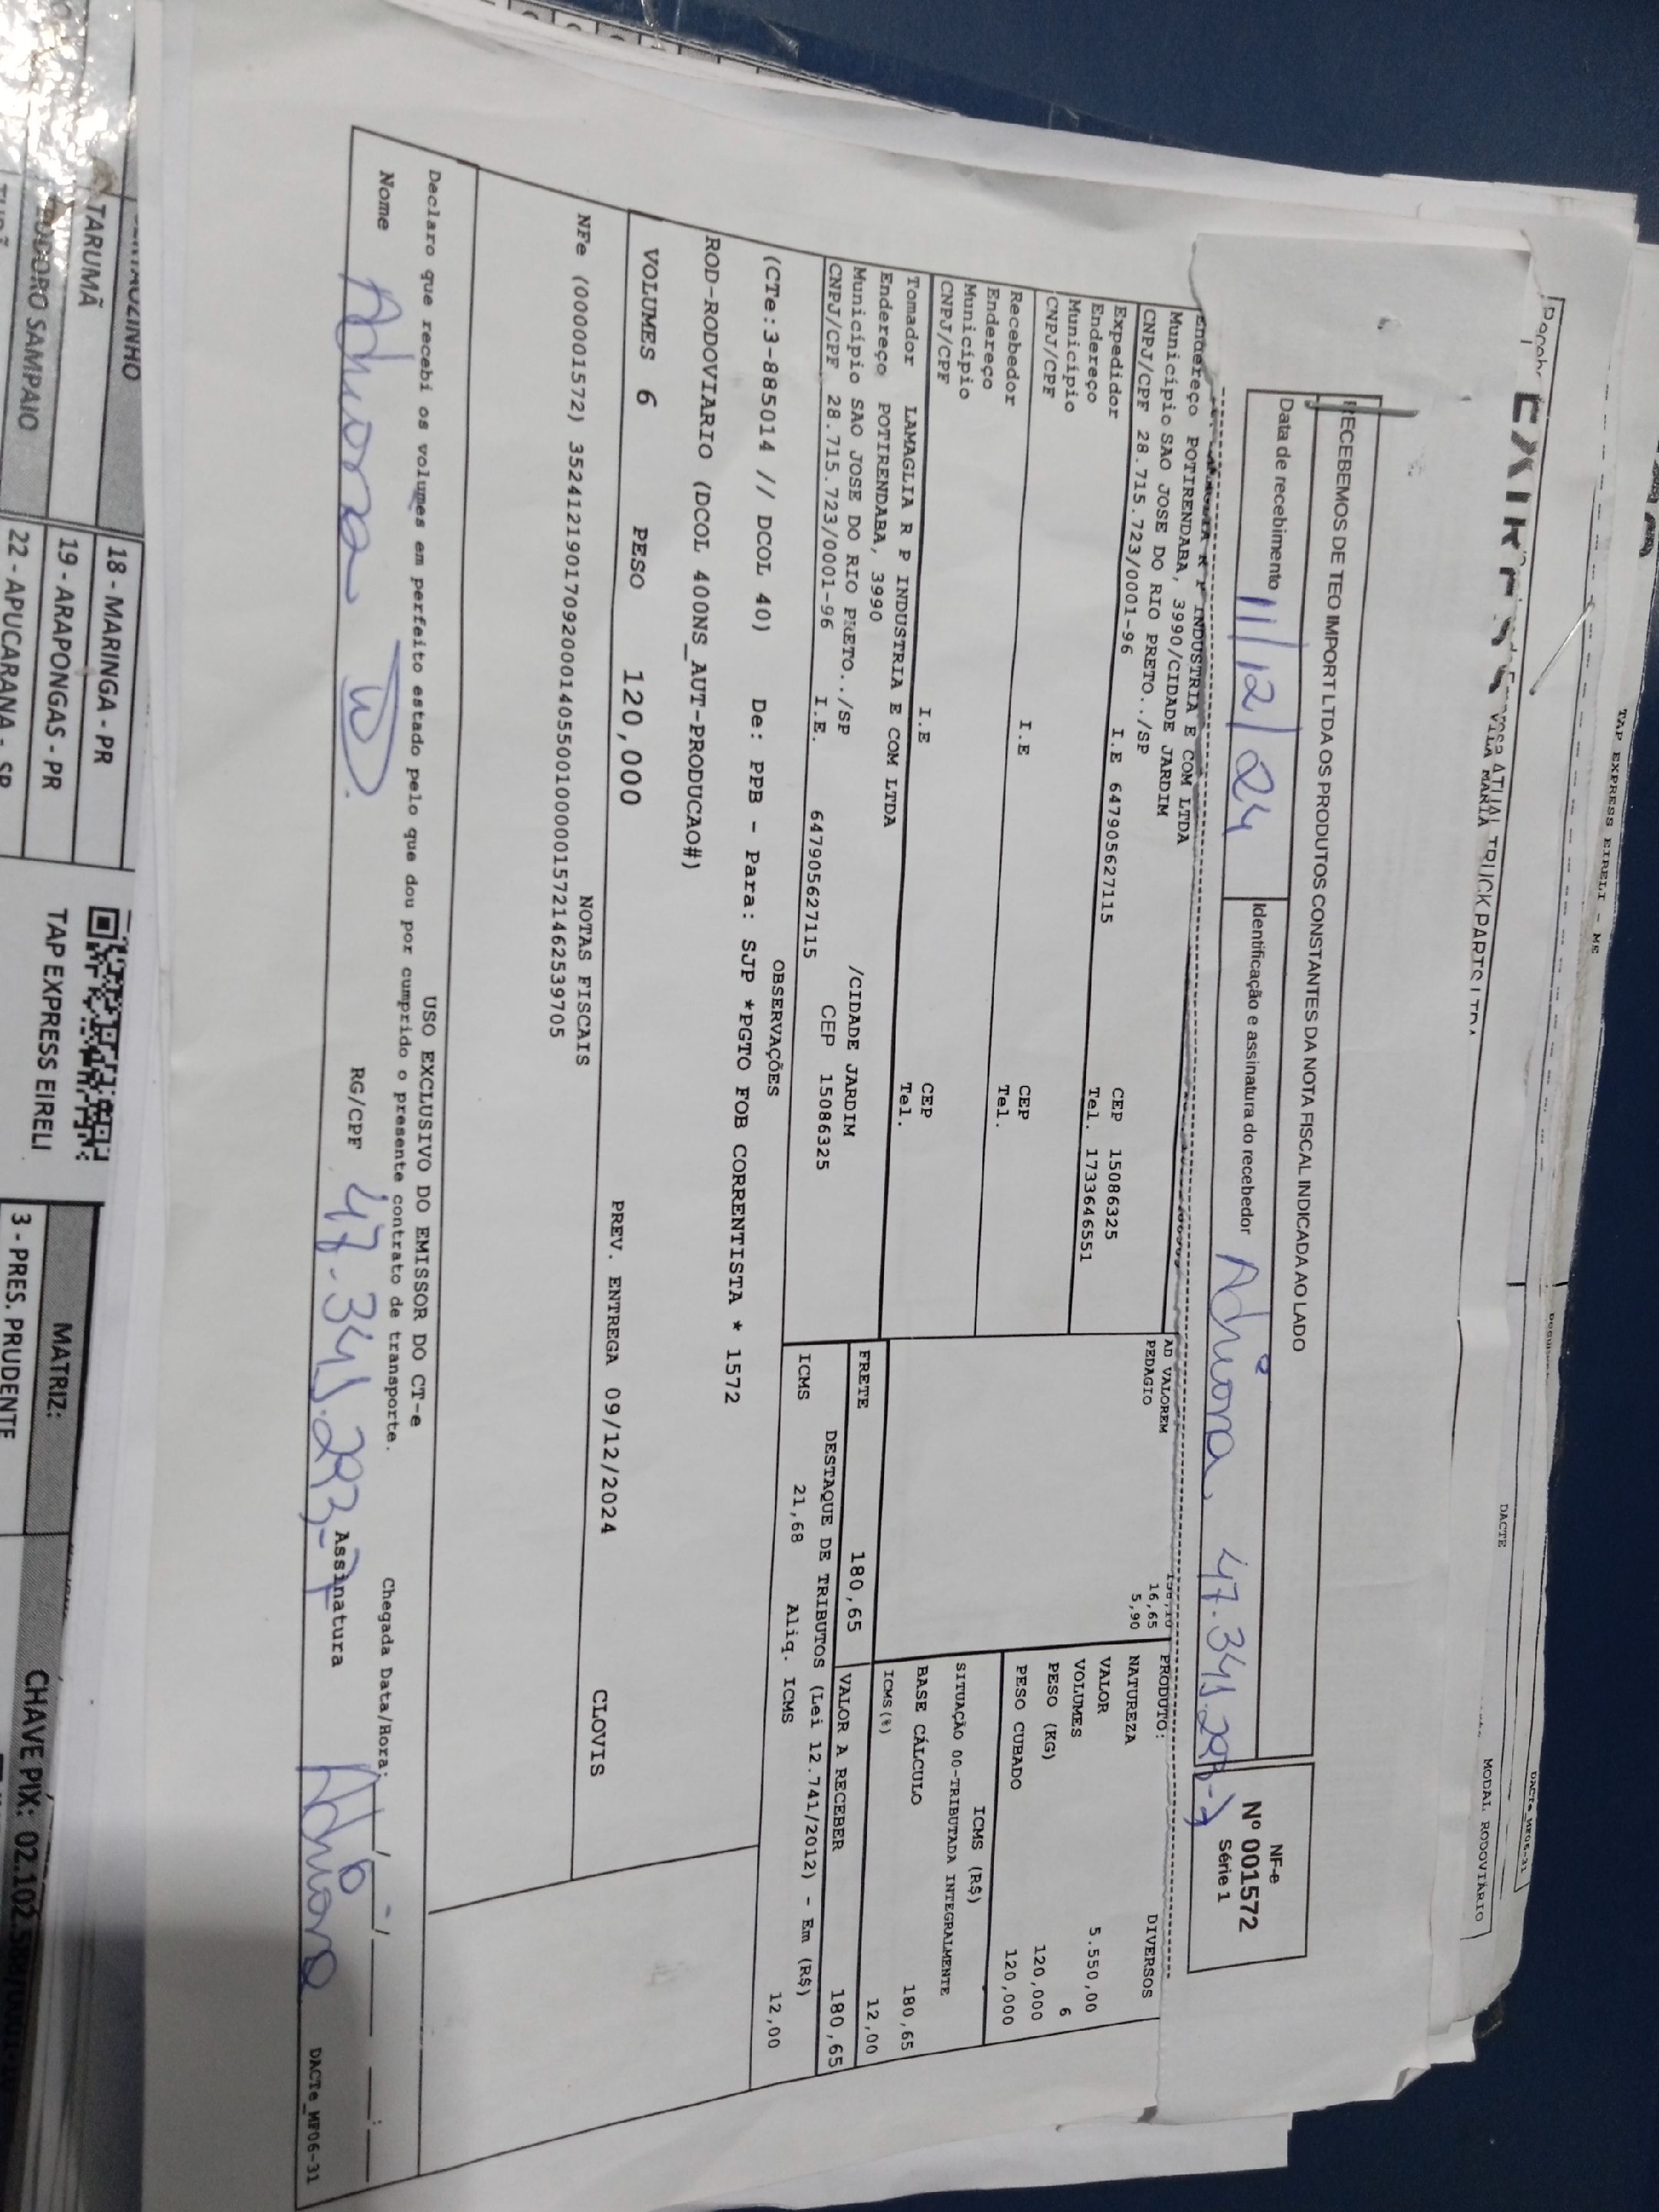 TAP EXPRESS EIRELI - ME
DACTE
DACTe_MF06-31
MODAL RODOVIÁRIO
ATUAL TRUCK PARTS LTDA
VILA MARIA
RECEBEMOS DE TEO IMPORT LTDA OS PRODUTOS CONSTANTES DA NOTA FISCAL INDICADA AO LADO
Data de recebimento 11/12/24
Identificação e assinatura do recebedor Adriana. 47.341.293-7
NF-e
Nº 001572
Série 1
INDUSTRIA E COM LTDA
Endereço POTIRENDABA, 3990/CIDADE JARDIM
Município SAO JOSE DO RIO PRETO../SP
CNPJ/CPF 28.715.723/0001-96 I.E 647905627115 CEP 15086325
Expedidor Tel. 1733646551
Endereço
Município
CNPJ/CPF I.E CEP
Recebedor Tel.
Endereço
Município
CNPJ/CPF I.E CEP
Tomador LAMAGLIA R P INDUSTRIA E COM LTDA Tel.
Endereço POTIRENDABA, 3990 /CIDADE JARDIM
Município SAO JOSE DO RIO PRETO../SP
CNPJ/CPF 28.715.723/0001-96 I.E. 647905627115 CEP 15086325
AD VALOREM 16,65
PEDAGIO 5,90
PRODUTO: DIVERSOS
NATUREZA
VALOR 5.550,00
VOLUMES 6
PESO (KG) 120,000
PESO CUBADO 120,000
ICMS (R$)
SITUAÇÃO 00-TRIBUTADA INTEGRALMENTE
BASE CÁLCULO 180,65
ICMS(%) 12,00
FRETE 180,65 VALOR A RECEBER 180,65
DESTAQUE DE TRIBUTOS (Lei 12.741/2012) - Em (R$)
ICMS 21,68 Aliq. ICMS 12,00
OBSERVAÇÕES
(CTe:3-885014 // DCOL 40) De: PPB - Para: SJP *PGTO FOB CORRENTISTA * 1572
ROD-RODOVIARIO (DCOL 400NS_AUT-PRODUCAO#)
VOLUMES 6 PESO 120,000 PREV. ENTREGA 09/12/2024 CLOVIS
NOTAS FISCAIS
NFe (000001572) 35241219017092000140550010000015721462539705
USO EXCLUSIVO DO EMISSOR DO CT-e
Declaro que recebi os volumes em perfeito estado pelo que dou por cumprido o presente contrato de transporte.
Chegada Data/Hora:
Nome Adriana RG/CPF 47.341.293-7 Assinatura Adriana
DACTe_MF06-31
18 - MARINGA - PR
TARUMÃ
19 - ARAPONGAS - PR
SAMPAIO
22 - APUCARANA - SP
TAP EXPRESS EIRELI
MATRIZ:
3 - PRES. PRUDENTE
CHAVE PIX: 02.102.